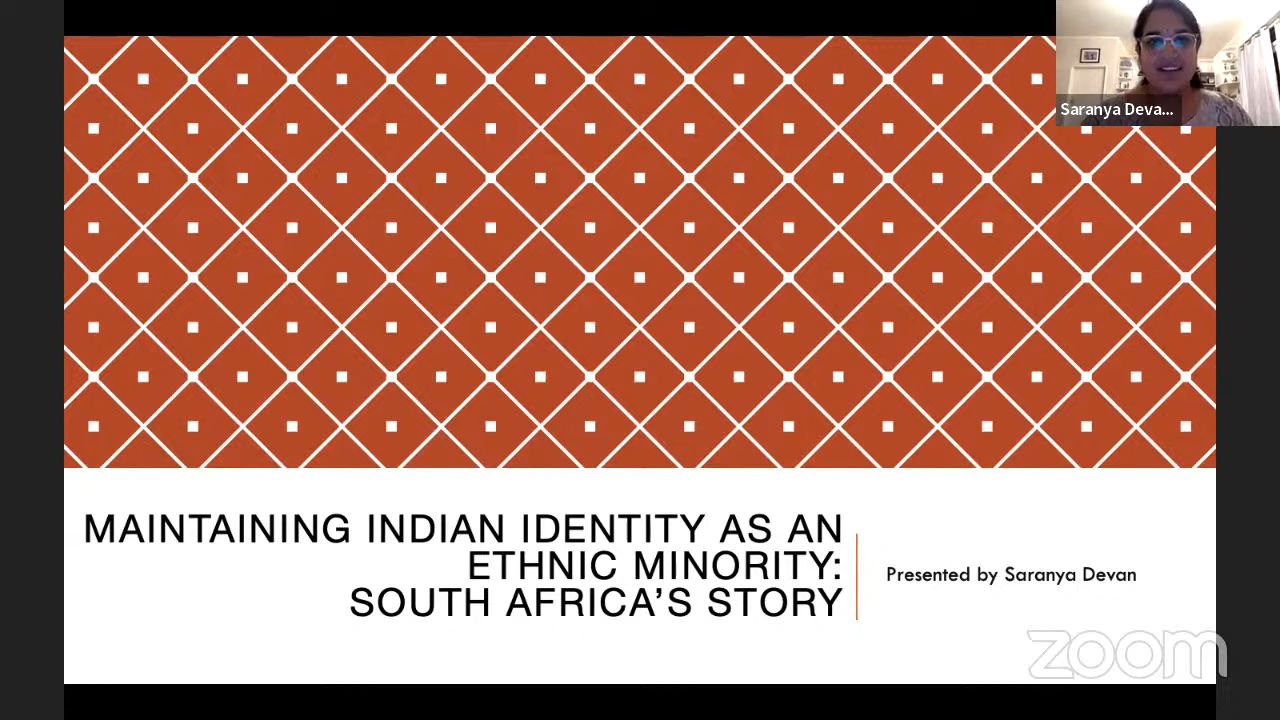 Saranya Deva...
MAINTAINING INDIAN IDENTITY AS AN
ETHNIC MINORITY:
SOUTH AFRICA’S STORY
Presented by Saranya Devan
zoom